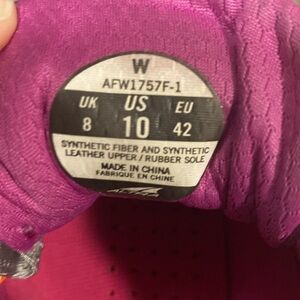 W
AFW1757F-1
UK US EU
8 10 42
SYNTHETIC FIBER AND SYNTHETIC
LEATHER UPPER / RUBBER SOLE
MADE IN CHINA
FABRIQUE EN CHINE